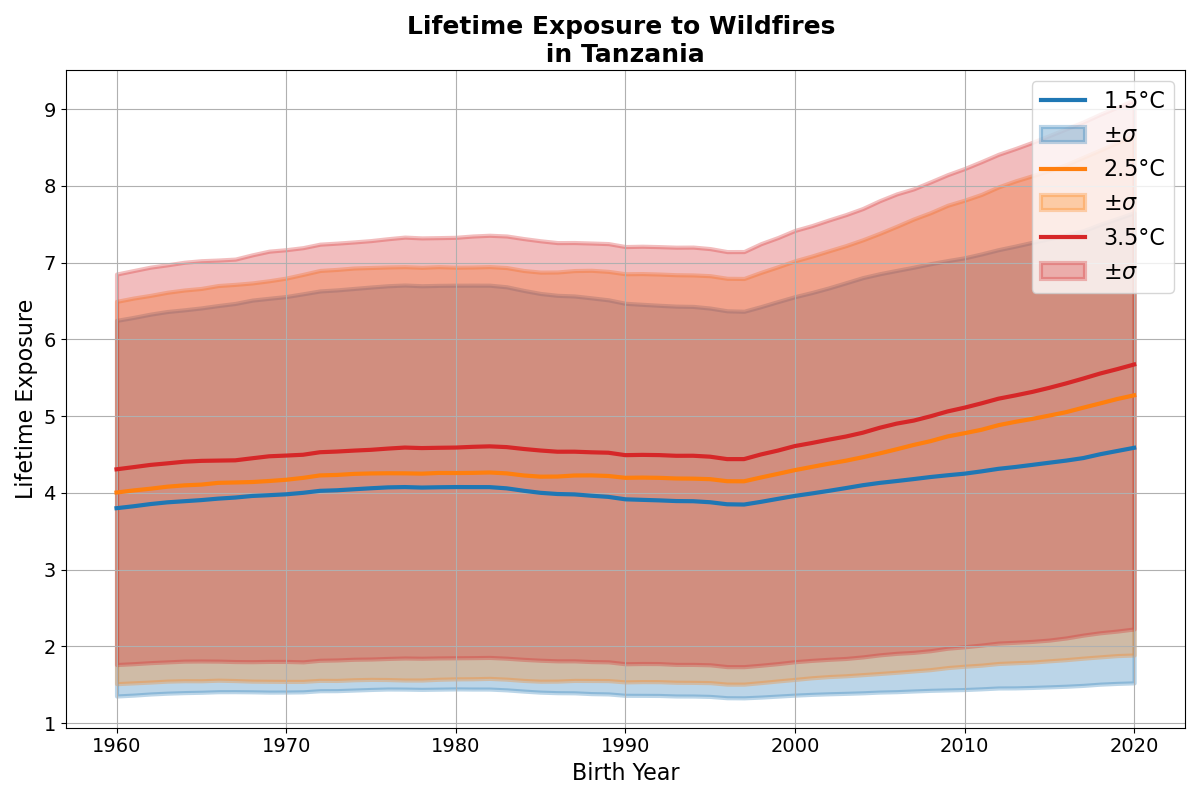 Lifetime Exposure to Wildfires
in Tanzania
Lifetime Exposure
9
8
7
6
5
4
3
2
1
1960 1970 1980 1990 2000 2010 2020
Birth Year
1.5°C
±σ
2.5°C
±σ
3.5°C
±σ